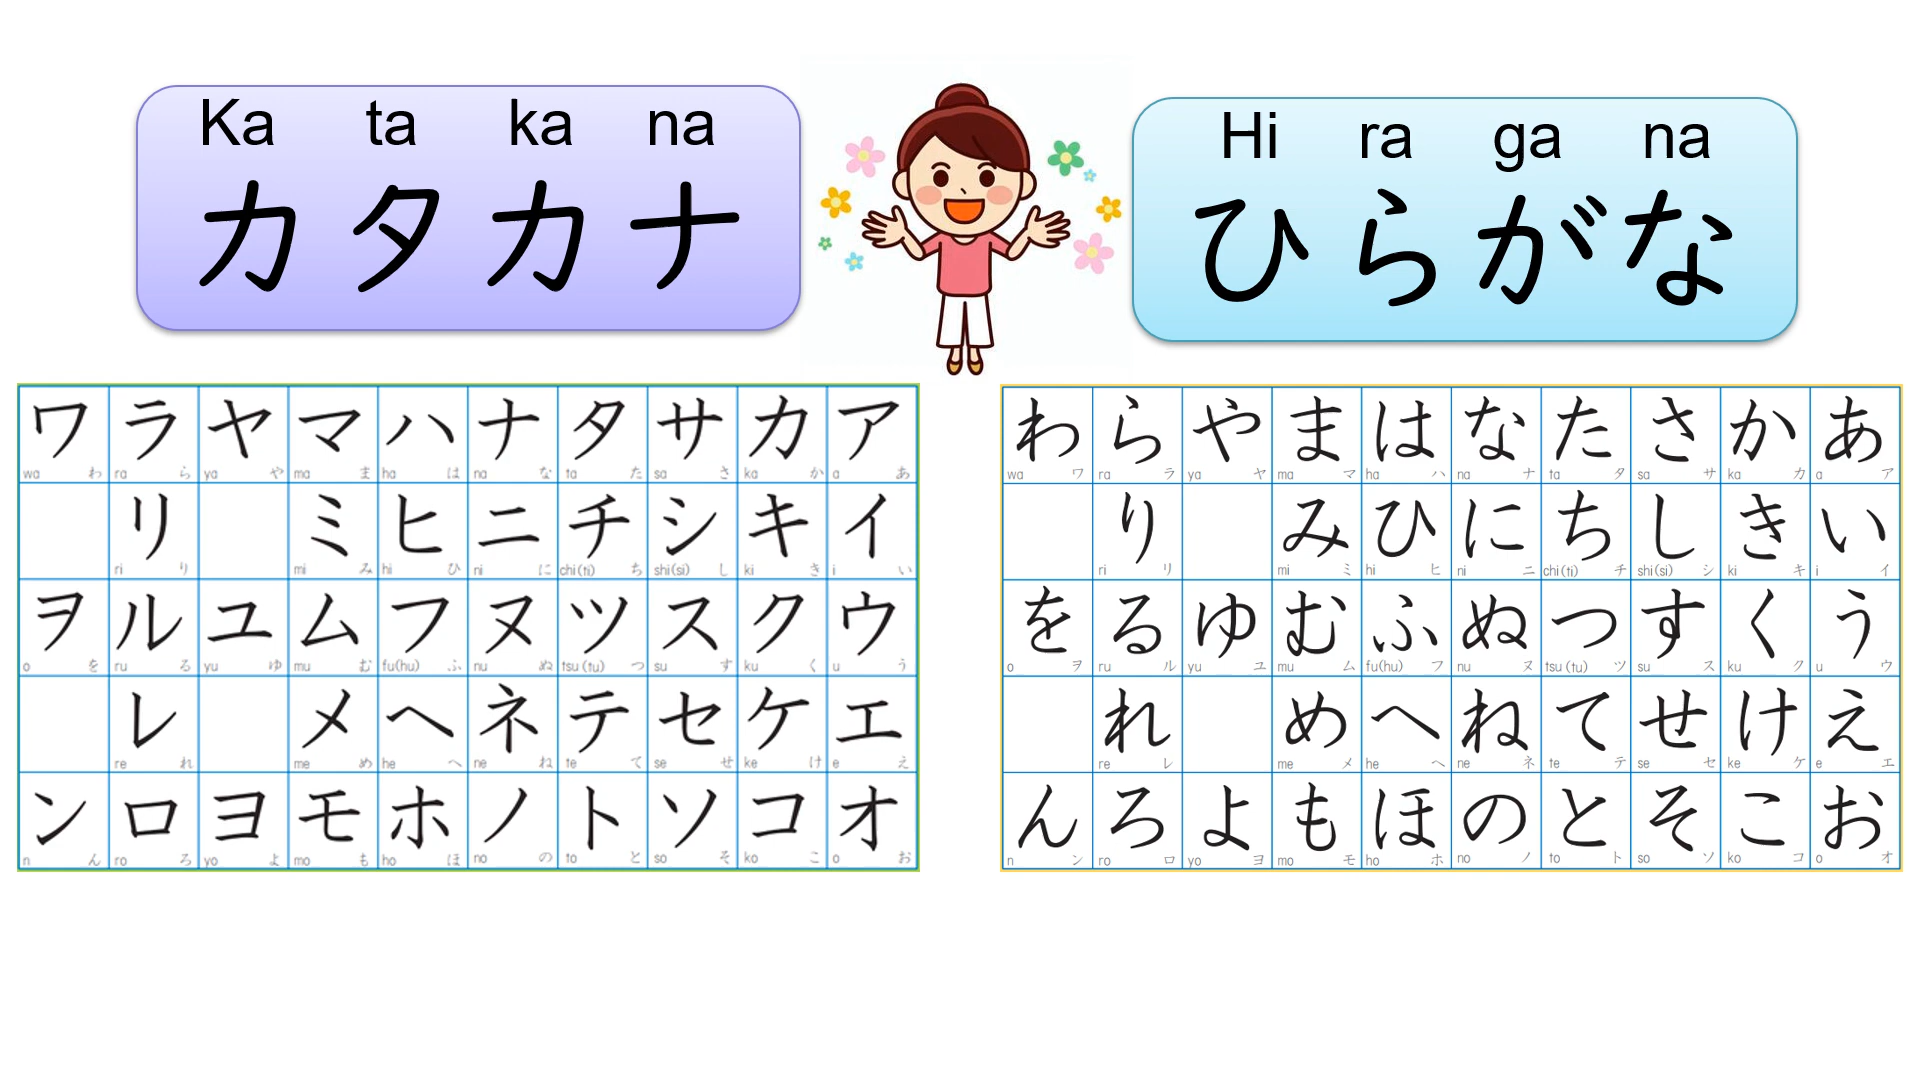 Ka ta ka na
カタカナ
Hi ra ga na
ひらがな
ワ ラ ヤ マ ハ ナ タ サ カ ア
wa わ ra ら ya や ma ま ha は na な ta た sa さ ka か a あ
リ ミ ヒ ニ チ シ キ イ
ri り mi み hi ひ ni に chi(ti) ち shi(si) し ki き i い
ヲ ル ユ ム フ ヌ ツ ス ク ウ
o を ru る yu ゆ mu む fu(hu) ふ nu ぬ tsu(tu) つ su す ku く u う
レ メ ヘ ネ テ セ ケ エ
re れ me め he へ ne ね te て se せ ke け e え
ン ロ ヨ モ ホ ノ ト ソ コ オ
n ん ro ろ yo よ mo も ho ほ no の to と so そ ko こ o お
わ ら や ま は な た さ か あ
wa ワ ra ラ ya ヤ ma マ ha ハ na ナ ta タ sa サ ka カ a ア
り み ひ に ち し き い
ri リ mi ミ hi ヒ ni ニ chi(ti) チ shi(si) シ ki キ i イ
を る ゆ む ふ ぬ つ す く う
o ヲ ru ル yu ユ mu ム fu(hu) フ nu ヌ tsu(tu) ツ su ス ku ク u ウ
れ め へ ね て せ け え
re レ me メ he ヘ ne ネ te テ se セ ke ケ e エ
ん ろ よ も ほ の と そ こ お
n ン ro ロ yo ヨ mo モ ho ホ no ノ to ト so ソ ko コ o オ